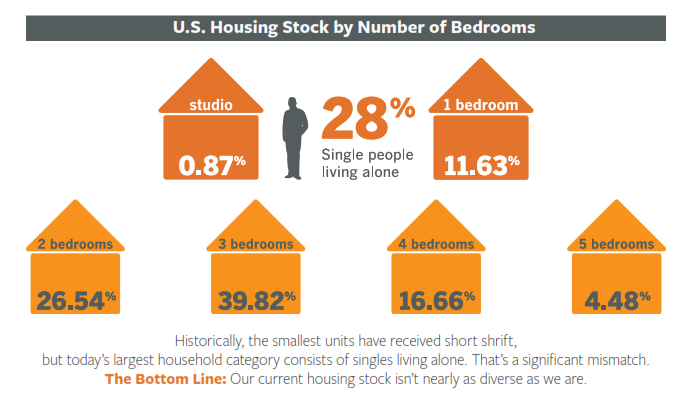 U.S. Housing Stock by Number of Bedrooms
studio
0.87%
28%
Single people
living alone
1 bedroom
11.63%
2 bedrooms
26.54%
3 bedrooms
39.82%
4 bedrooms
16.66%
5 bedrooms
4.48%
Historically, the smallest units have received short shrift,
but today's largest household category consists of singles living alone. That's a significant mismatch.
The Bottom Line: Our current housing stock isn't nearly as diverse as we are.